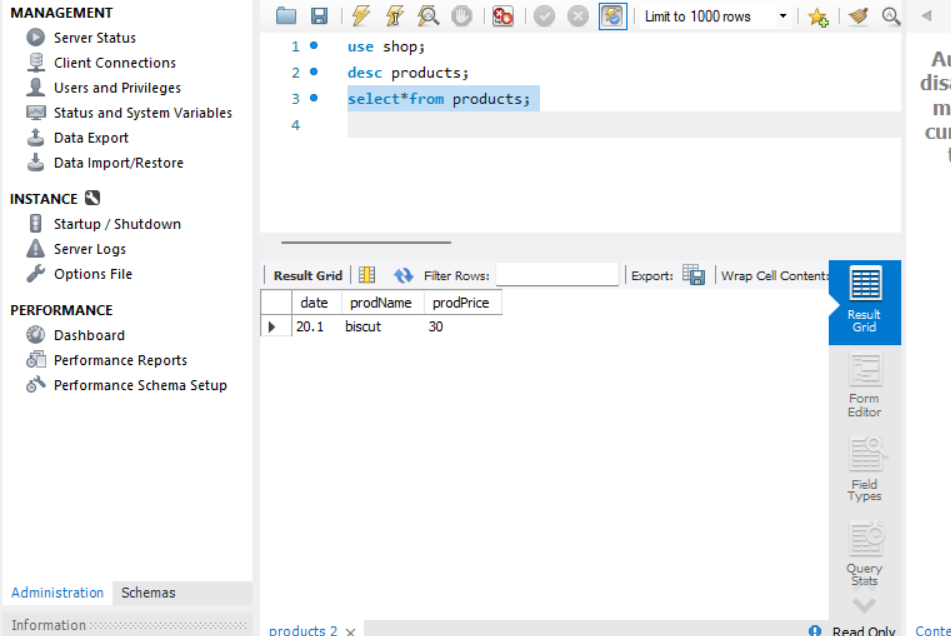 MANAGEMENT
Server Status
Client Connections
Users and Privileges
Status and System Variables
Data Export
Data Import/Restore
INSTANCE
Startup / Shutdown
Server Logs
Options File
PERFORMANCE
Dashboard
Performance Reports
Performance Schema Setup
Administration Schemas
Information
Limit to 1000 rows
1 use shop;
2 desc products;
3 select*from products;
4
Result Grid Filter Rows: Export: Wrap Cell Content:
date prodName prodPrice
20.1 biscut 30
Result
Grid
Form
Editor
Field
Types
Query
Stats
products 2
Read Only